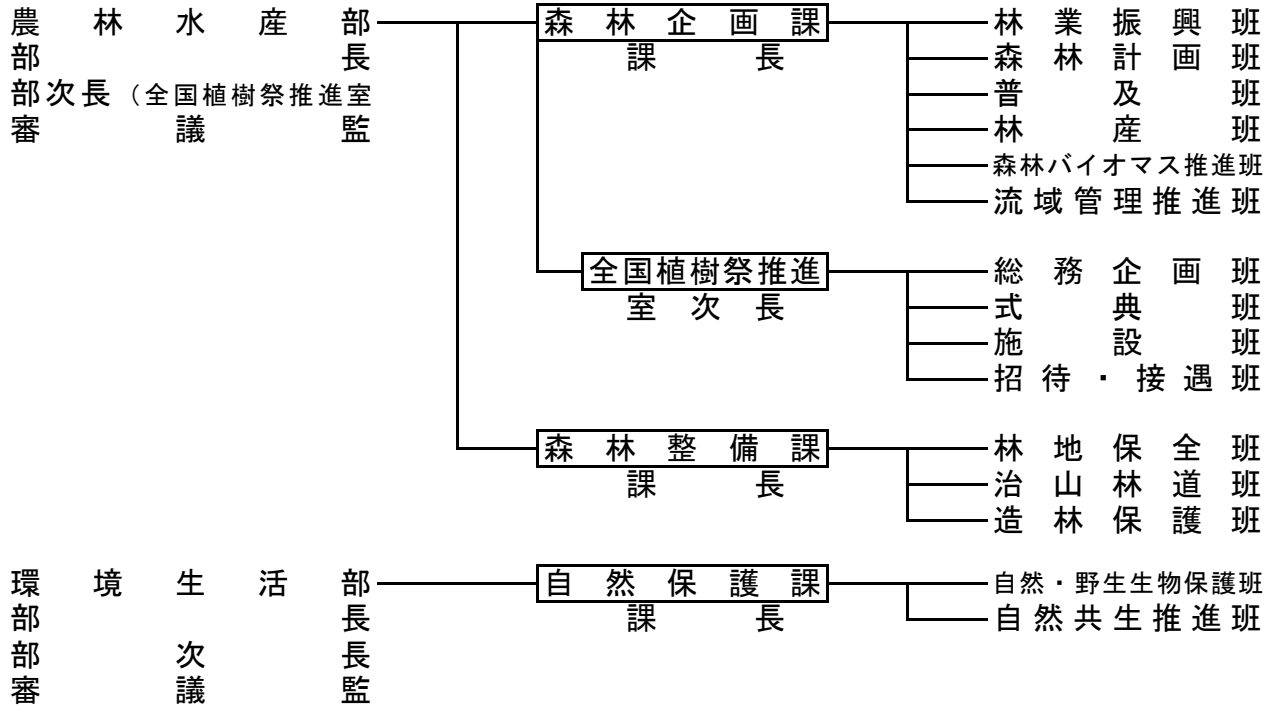 農林水産部 森林企画課 林業振興班
部長 課長 森林計画班
部次長(全国植樹祭推進室 普及班
審議監 林産班
森林バイオマス推進班
流域管理推進班
全国植樹祭推進 総務企画班
室次長 式典班
施設班
招待・接遇班
森林整備課 林地保全班
課長 治山林道班
造林保護班
環境生活部 自然保護課 自然・野生生物保護班
部長 課長 自然共生推進班
部次長
審議監